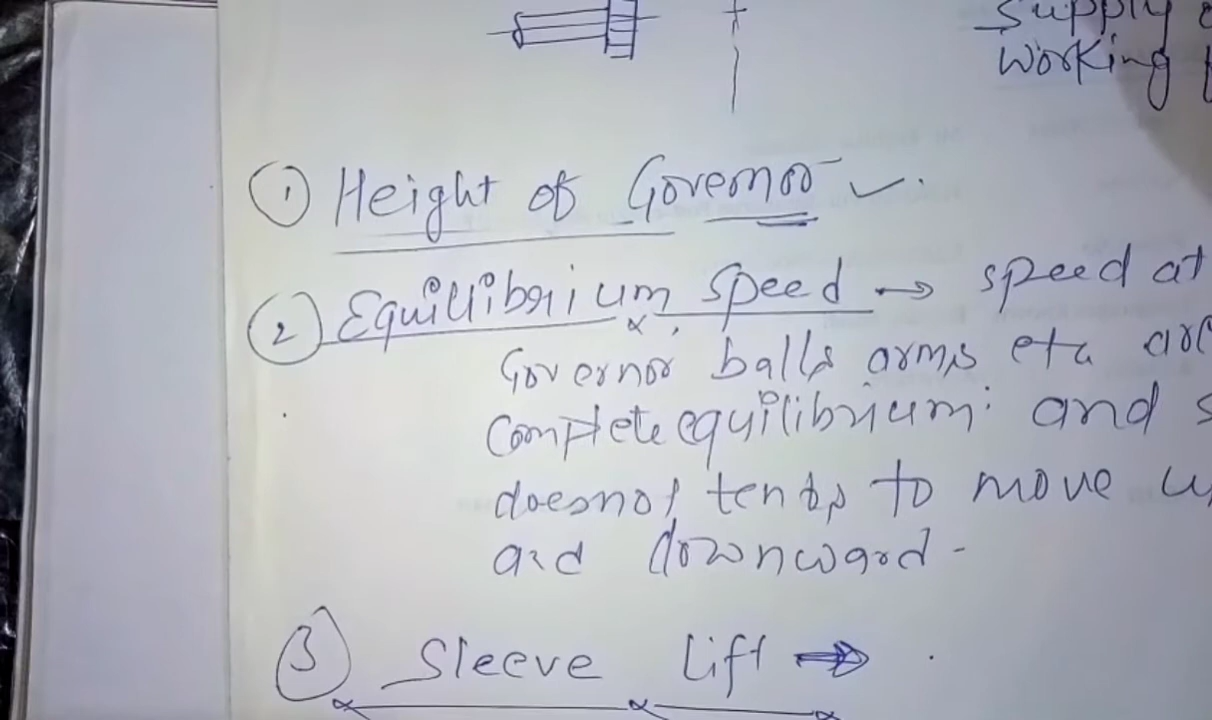 Supply
Working
① Height of Governor
② Equilibrium Speed → speed at
Governor balls arms etc are
complete equilibrium and
doesnot tends to move
and downward -
③ Sleeve Lift ⇒